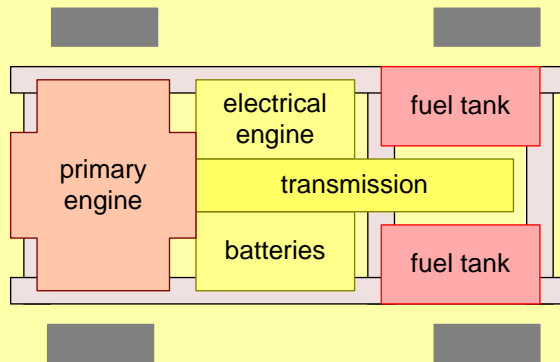 electrical
engine
fuel tank
primary
engine
transmission
batteries
fuel tank